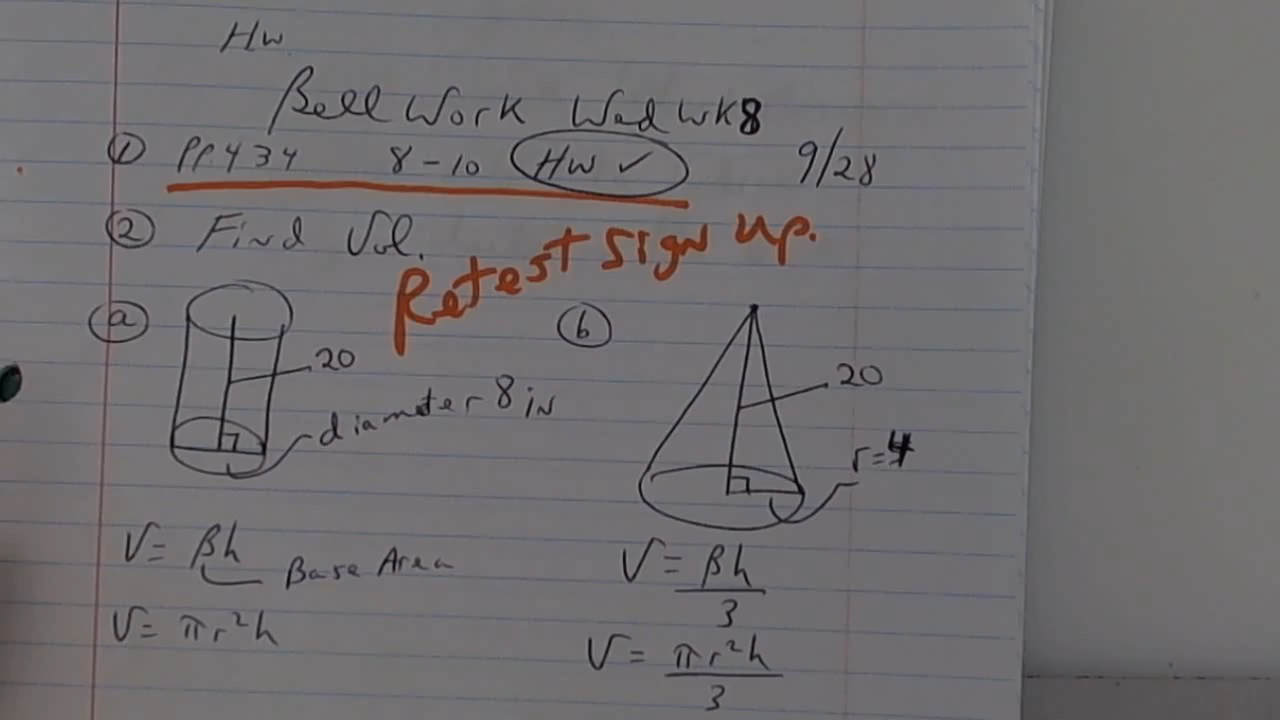 Hw
Bell Work Wed wk8
① PP.434 8-10 HW ✓ 9/28
② Find Vol.
Retest Sign up.
ⓐ 20
diameter 8 in
ⓑ 20
r=4
V= Bh Base Area
V= πr²h
V= Bh/3
V= πr²h/3